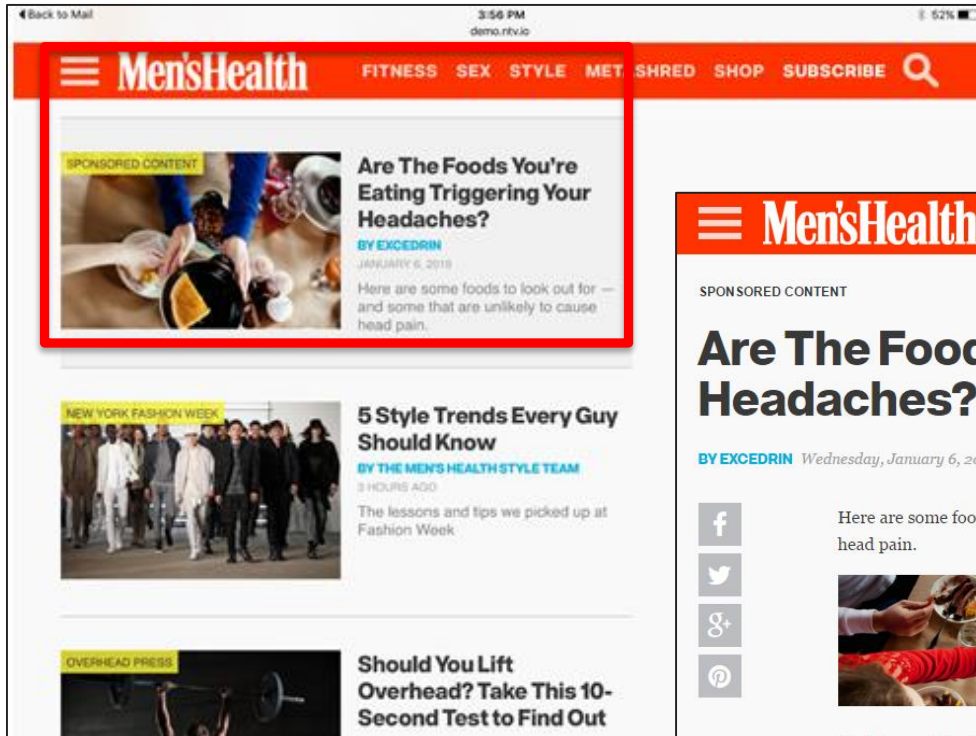 Back to Mail
3:56 PM
52%
demo.ntv.io
Men'sHealth
FITNESS SEX STYLE METASHRED SHOP SUBSCRIBE
SPONSORED CONTENT
Are The Foods You're
Eating Triggering Your
Headaches?
BY EXCEDRIN
JANUARY 6, 2016
Here are some foods to look out for —
and some that are unlikely to cause
head pain.
NEW YORK FASHION WEEK
5 Style Trends Every Guy
Should Know
BY THE MEN'S HEALTH STYLE TEAM
3 HOURS AGO
The lessons and tips we picked up at
Fashion Week
OVERHEAD PRESS
Should You Lift
Overhead? Take This 10-
Second Test to Find Out
Men'sHealth
SPONSORED CONTENT
Are The Food
Headaches?
BY EXCEDRIN Wednesday, January 6, 20
Here are some foo
head pain.